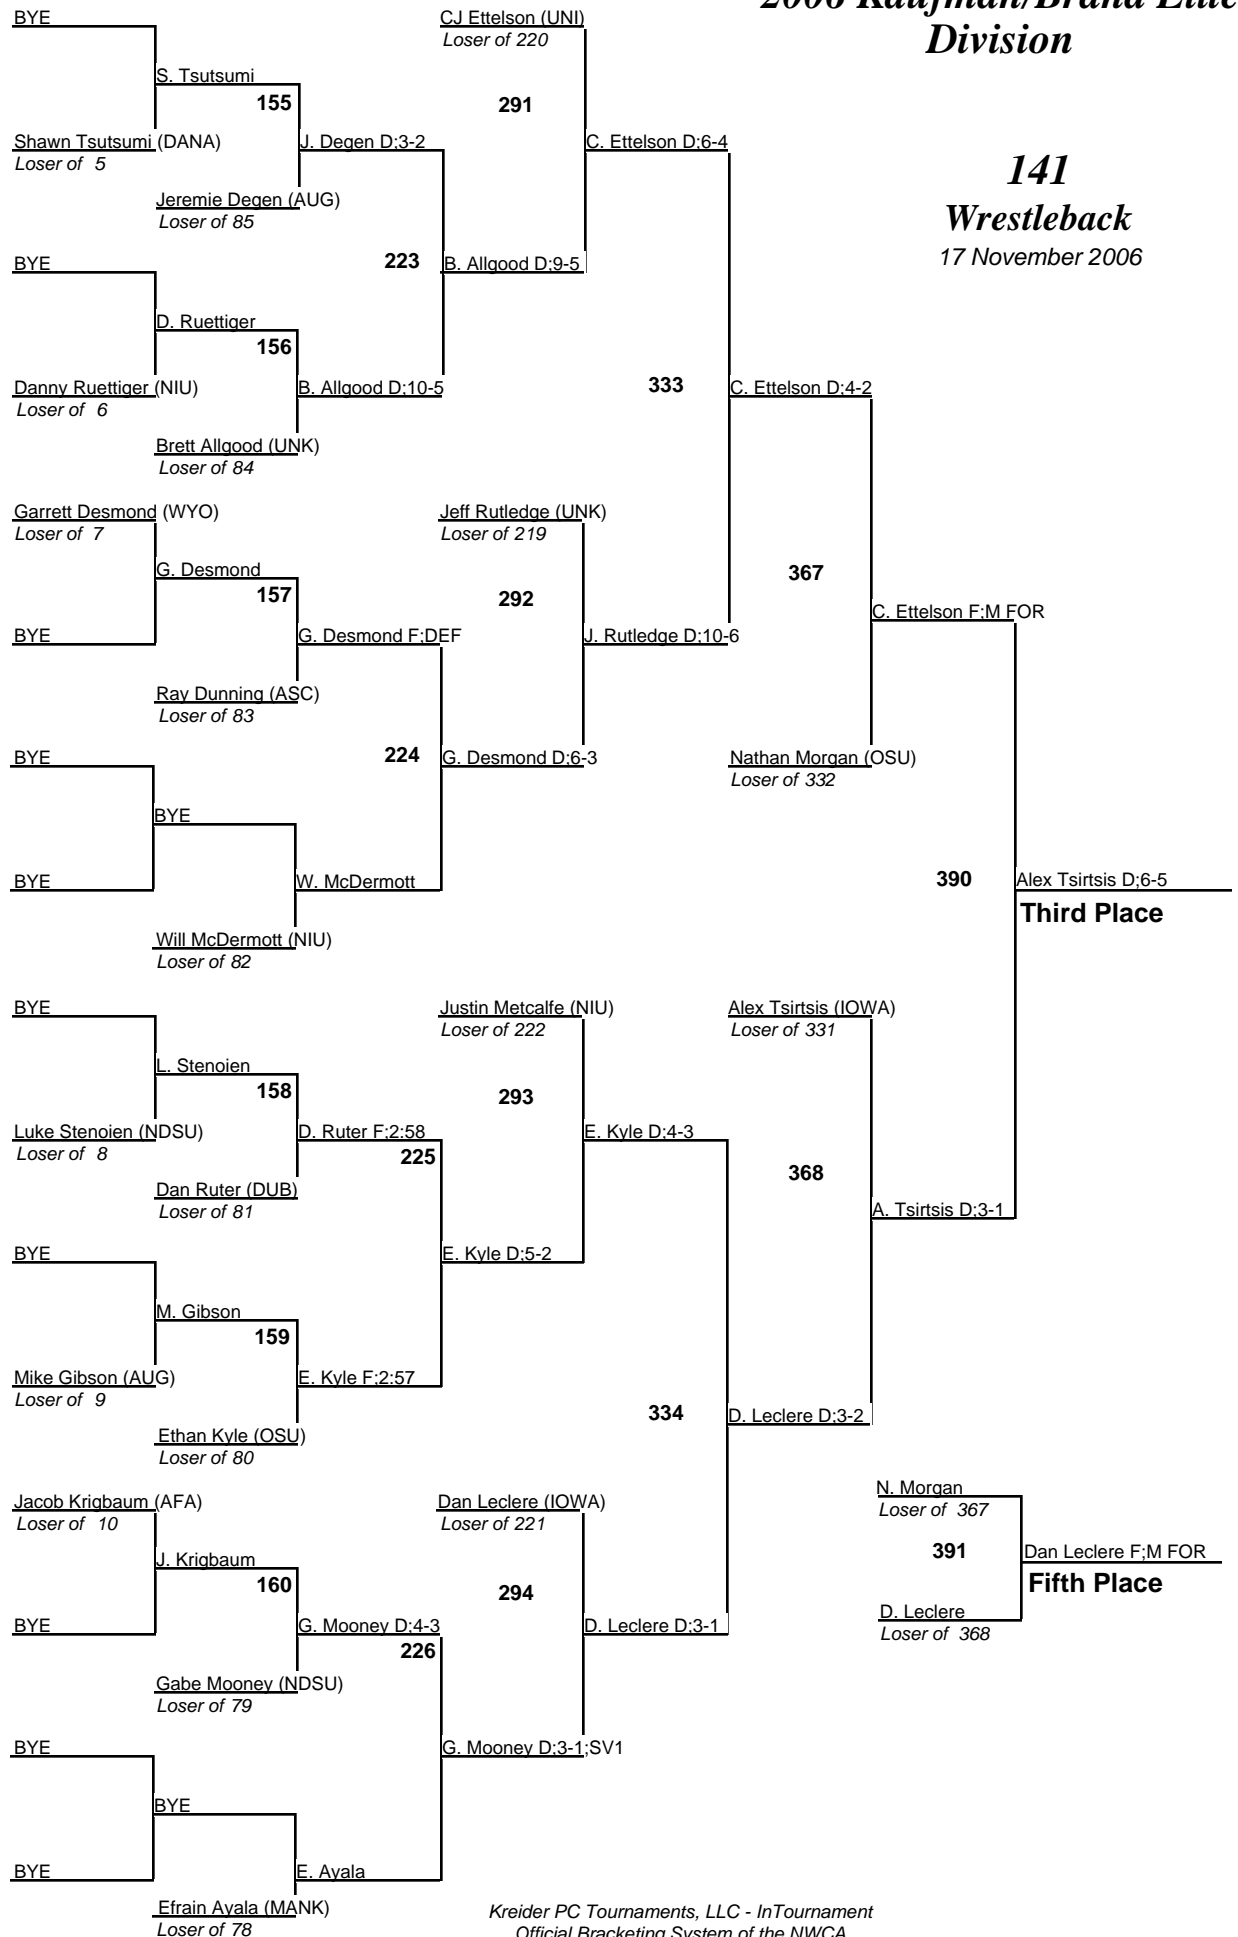 2006 Kaufman/Brand Elite
Division
141
Wrestleback
17 November 2006
BYE
S. Tsutsumi
155
Shawn Tsutsumi (DANA)
Loser of 5
J. Degen D;3-2
Jeremie Degen (AUG)
Loser of 85
BYE
223
B. Allgood D;9-5
D. Ruettiger
156
Danny Ruettiger (NIU)
Loser of 6
B. Allgood D;10-5
Brett Allgood (UNK)
Loser of 84
CJ Ettelson (UNI)
Loser of 220
291
C. Ettelson D;6-4
333
C. Ettelson D;4-2
Garrett Desmond (WYO)
Loser of 7
G. Desmond
157
BYE
G. Desmond F;DEF
Ray Dunning (ASC)
Loser of 83
Jeff Rutledge (UNK)
Loser of 219
292
J. Rutledge D;10-6
367
C. Ettelson F;M FOR
BYE
224
G. Desmond D;6-3
Nathan Morgan (OSU)
Loser of 332
BYE
BYE
W. McDermott
Will McDermott (NIU)
Loser of 82
390
Alex Tsirtsis D;6-5
Third Place
BYE
L. Stenoien
158
Luke Stenoien (NDSU)
Loser of 8
D. Ruter F;2:58
225
Dan Ruter (DUB)
Loser of 81
Justin Metcalfe (NIU)
Loser of 222
293
E. Kyle D;4-3
Alex Tsirtsis (IOWA)
Loser of 331
368
A. Tsirtsis D;3-1
BYE
E. Kyle D;5-2
M. Gibson
159
Mike Gibson (AUG)
Loser of 9
E. Kyle F;2:57
Ethan Kyle (OSU)
Loser of 80
334
D. Leclere D;3-2
Jacob Krigbaum (AFA)
Loser of 10
J. Krigbaum
160
BYE
G. Mooney D;4-3
226
Gabe Mooney (NDSU)
Loser of 79
Dan Leclere (IOWA)
Loser of 221
294
D. Leclere D;3-1
N. Morgan
Loser of 367
391
Dan Leclere F;M FOR
Fifth Place
D. Leclere
Loser of 368
BYE
G. Mooney D;3-1;SV1
BYE
BYE
E. Ayala
Efrain Ayala (MANK)
Loser of 78
Kreider PC Tournaments, LLC - InTournament
Official Bracketing System of the NWCA